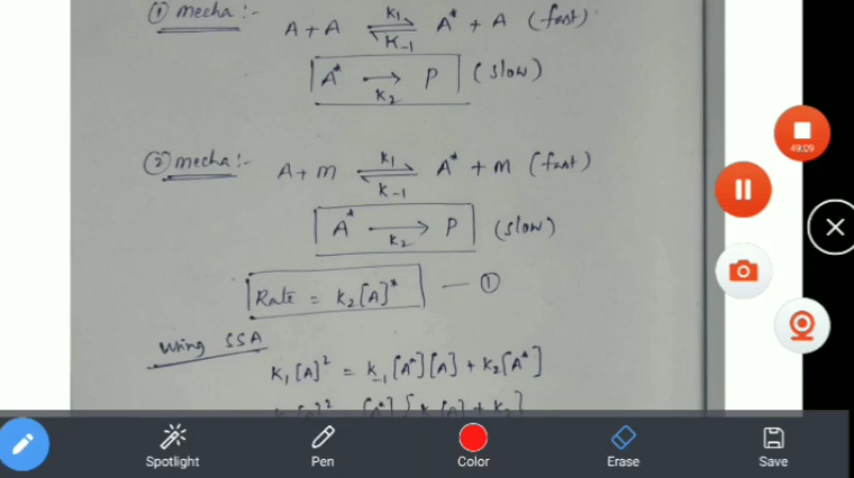 ① mecha :- A + A ⇌ A* + A (fast)
K₁
K₋₁
A* → P (slow)
K₂
② mecha :- A + m ⇌ A* + m (fast)
K₁
K₋₁
A* → P (slow)
K₂
Rate = K₂[A]* — ①
Using SSA
K₁[A]² = K₋₁[A*][A] + K₂[A*]
49:09
Spotlight
Pen
Color
Erase
Save